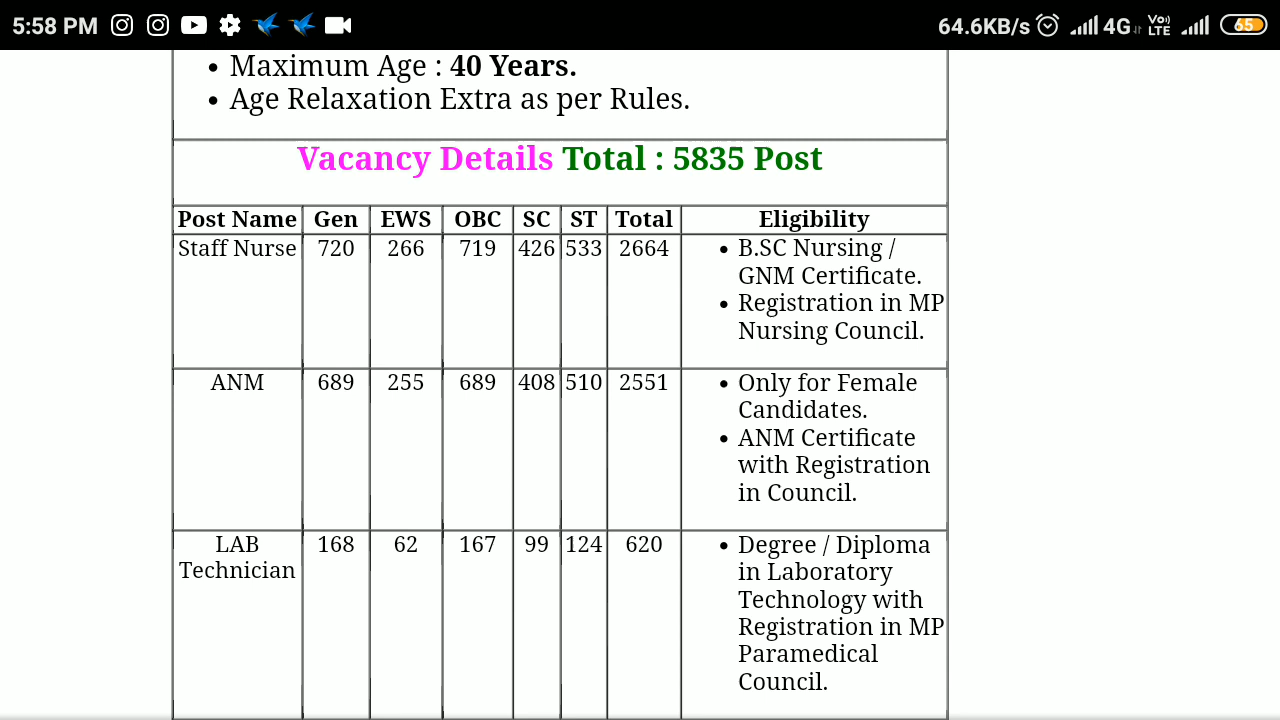 5:58 PM 64.6KB/s 4G Vo)) LTE 65
• Maximum Age : 40 Years.
• Age Relaxation Extra as per Rules.
Vacancy Details Total : 5835 Post
Post Name Gen EWS OBC SC ST Total Eligibility
Staff Nurse 720 266 719 426 533 2664 • B.SC Nursing /
GNM Certificate.
• Registration in MP
Nursing Council.
ANM 689 255 689 408 510 2551 • Only for Female
Candidates.
• ANM Certificate
with Registration
in Council.
LAB 168 62 167 99 124 620 • Degree / Diploma
Technician in Laboratory
Technology with
Registration in MP
Paramedical
Council.